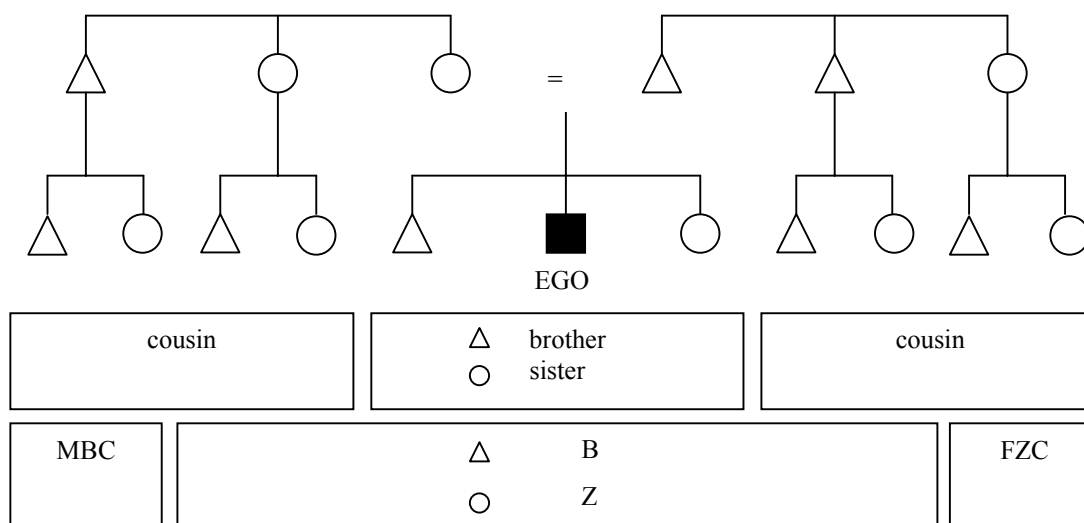 =
EGO
cousin
brother
sister
cousin
MBC
B
Z
FZC